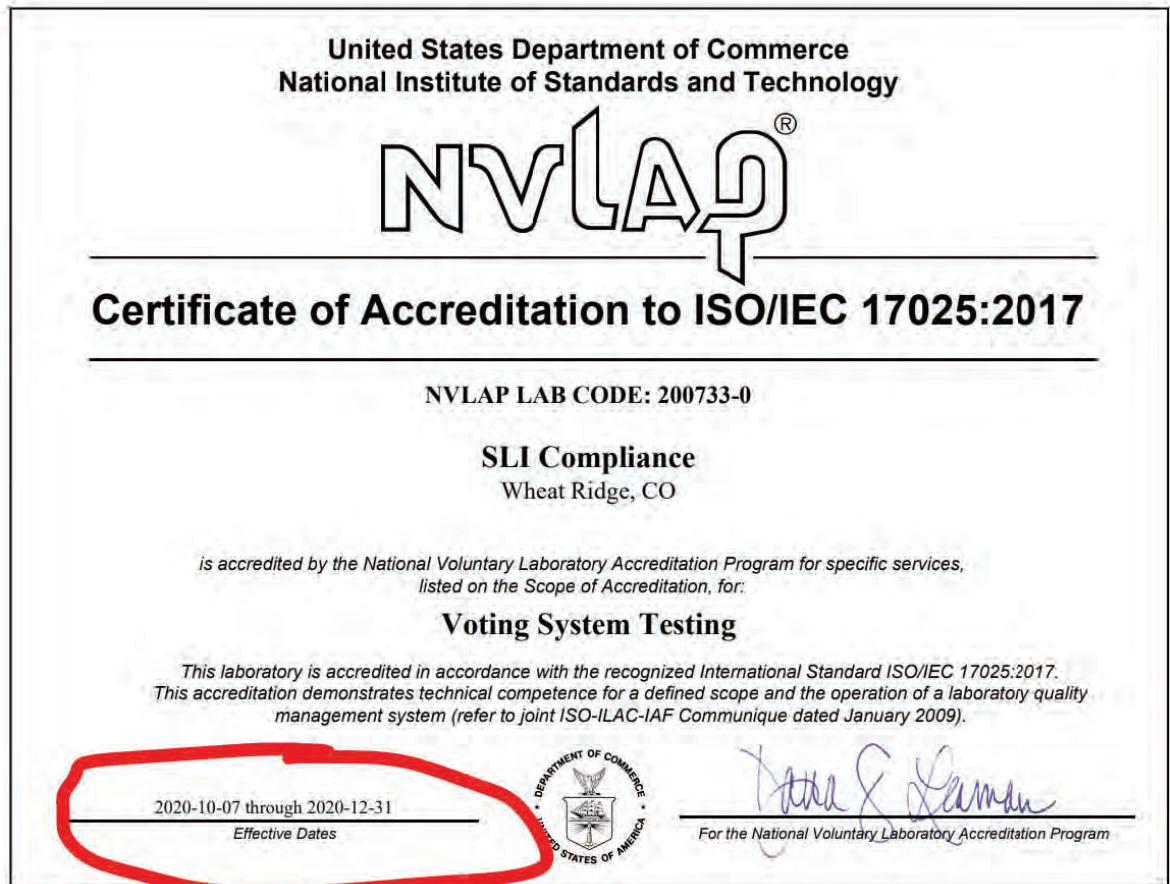 United States Department of Commerce
National Institute of Standards and Technology
NVLAP®
Certificate of Accreditation to ISO/IEC 17025:2017
NVLAP LAB CODE: 200733-0
SLI Compliance
Wheat Ridge, CO
is accredited by the National Voluntary Laboratory Accreditation Program for specific services,
listed on the Scope of Accreditation, for:
Voting System Testing
This laboratory is accredited in accordance with the recognized International Standard ISO/IEC 17025:2017.
This accreditation demonstrates technical competence for a defined scope and the operation of a laboratory quality
management system (refer to joint ISO-ILAC-IAF Communique dated January 2009).
2020-10-07 through 2020-12-31
Effective Dates
DEPARTMENT OF COMMERCE
UNITED STATES OF AMERICA
Dana S. Leaman
For the National Voluntary Laboratory Accreditation Program